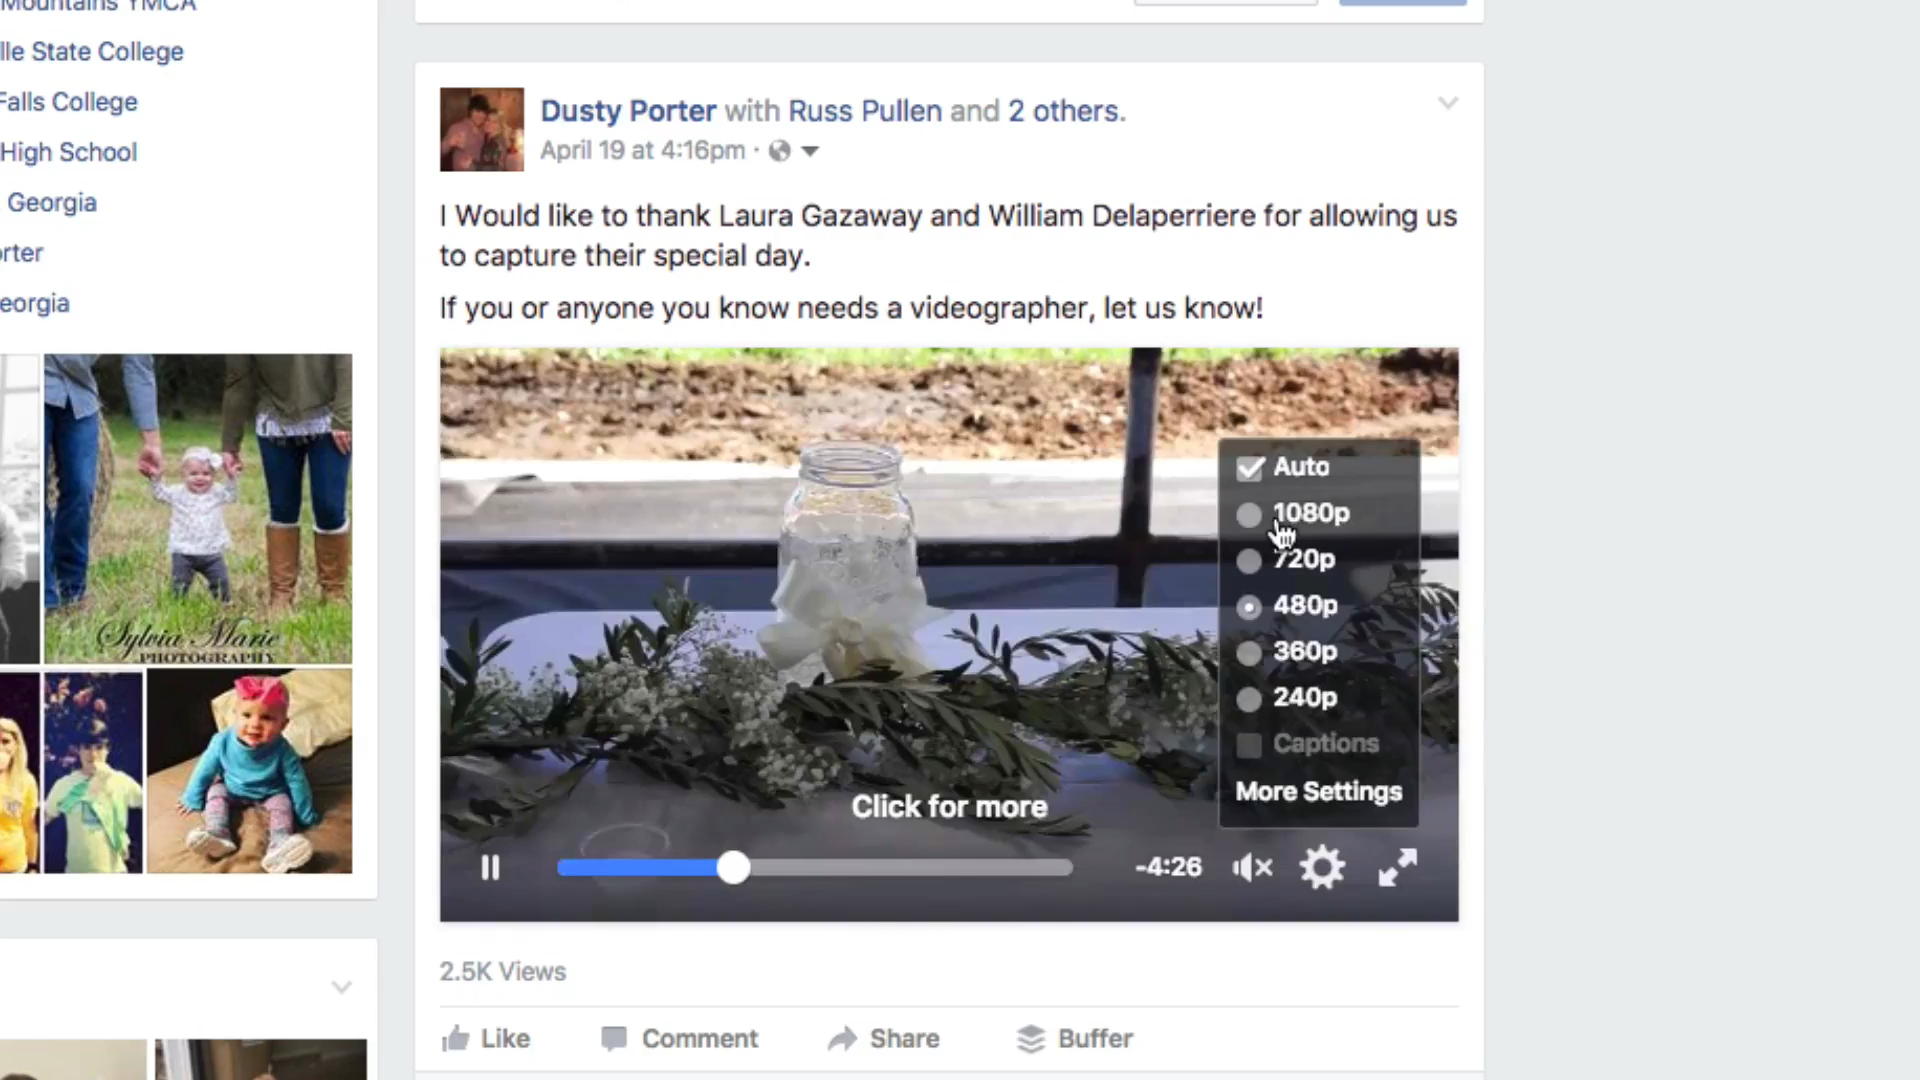 Mountains YMCA
lle State College
Falls College
High School
Georgia
orter
eorgia
Sylvia Marie
PHOTOGRAPHY
Dusty Porter with Russ Pullen and 2 others.
April 19 at 4:16pm ·
I Would like to thank Laura Gazaway and William Delaperriere for allowing us
to capture their special day.
If you or anyone you know needs a videographer, let us know!
Auto
1080p
720p
480p
360p
240p
Captions
More Settings
Click for more
-4:26
2.5K Views
Like Comment Share Buffer